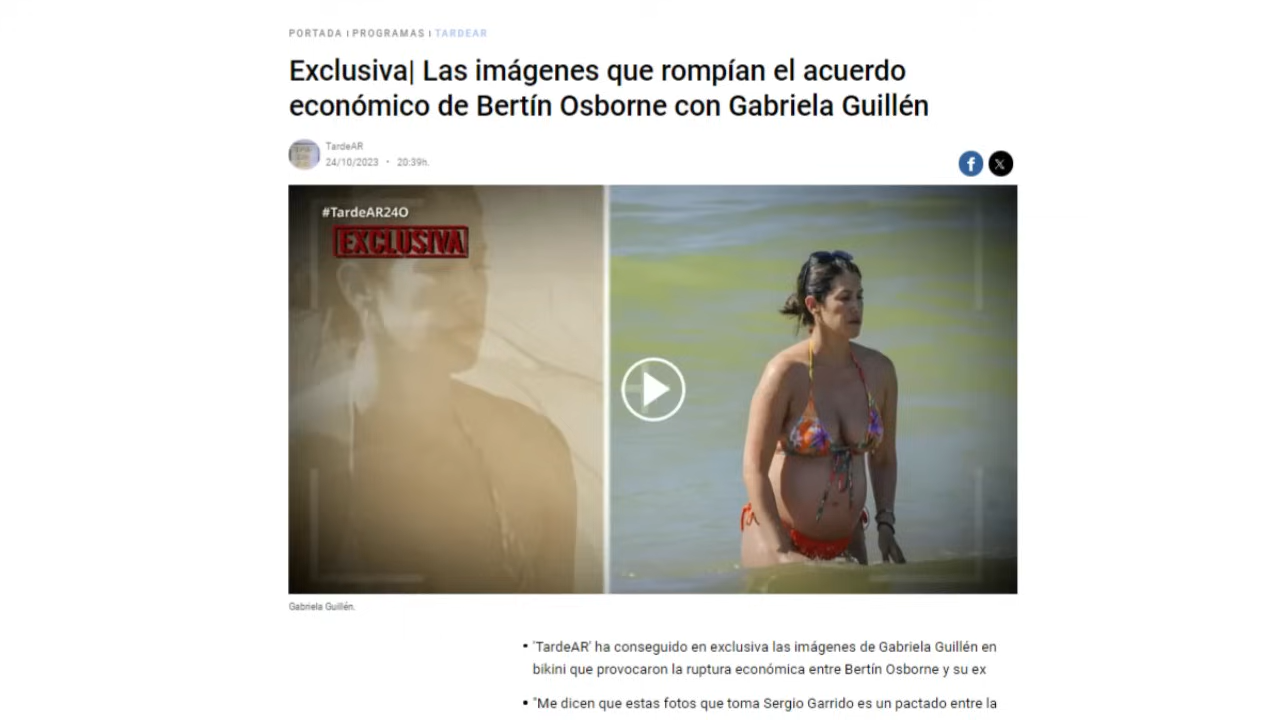 PORTADA | PROGRAMAS | TARDEAR
Exclusiva| Las imágenes que rompían el acuerdo
económico de Bertín Osborne con Gabriela Guillén
TardeAR
24/10/2023 · 20:39h.
#TardeAR24O
EXCLUSIVA
Gabriela Guillén.
• 'TardeAR' ha conseguido en exclusiva las imágenes de Gabriela Guillén en
bikini que provocaron la ruptura económica entre Bertín Osborne y su ex
• "Me dicen que estas fotos que toma Sergio Garrido es un pactado entre la